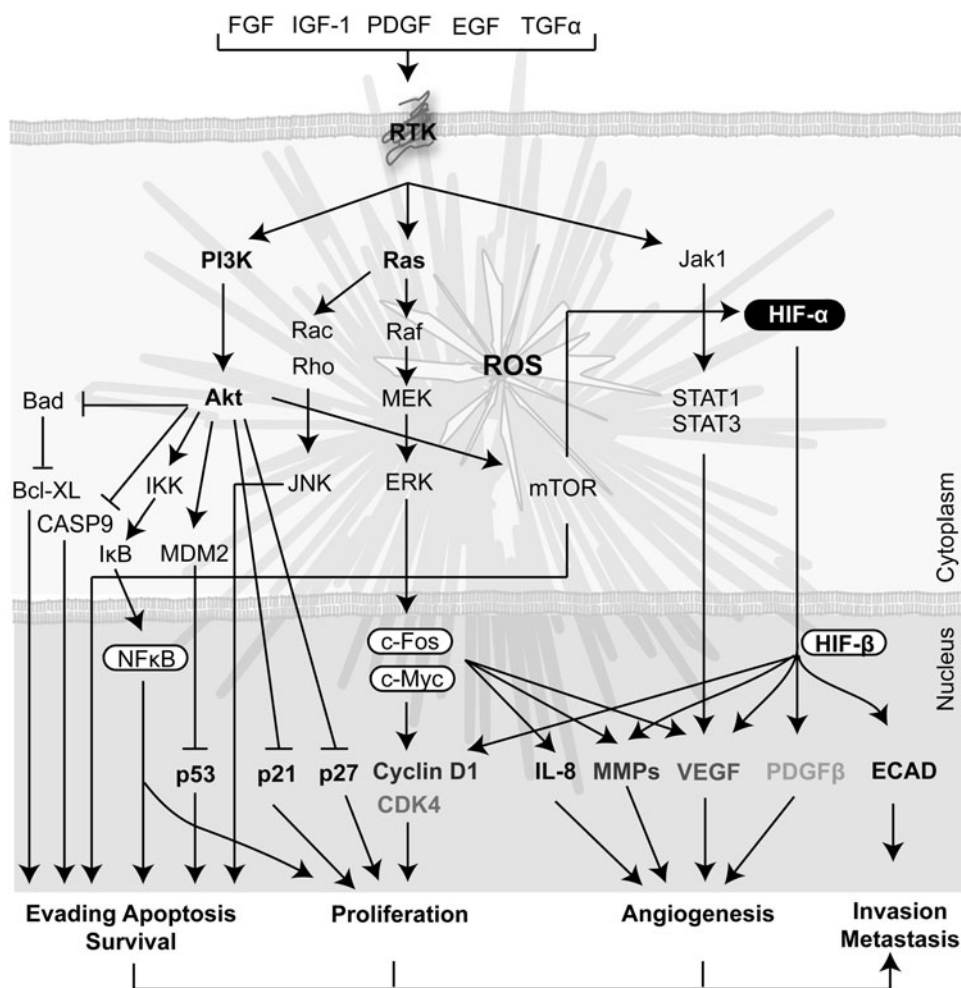 FGF IGF-1 PDGF EGF TGFα
RTK
PI3K Ras Jak1
HIF-α
Rac Raf
Rho
ROS
Bad Akt MEK STAT1
STAT3
Bcl-XL IKK JNK ERK mTOR
CASP9
IκB MDM2
Cytoplasm
Nucleus
NFκB c-Fos HIF-β
c-Myc
p53 p21 p27 Cyclin D1 IL-8 MMPs VEGF PDGFβ ECAD
CDK4
Evading Apoptosis Proliferation Angiogenesis Invasion
Survival Metastasis